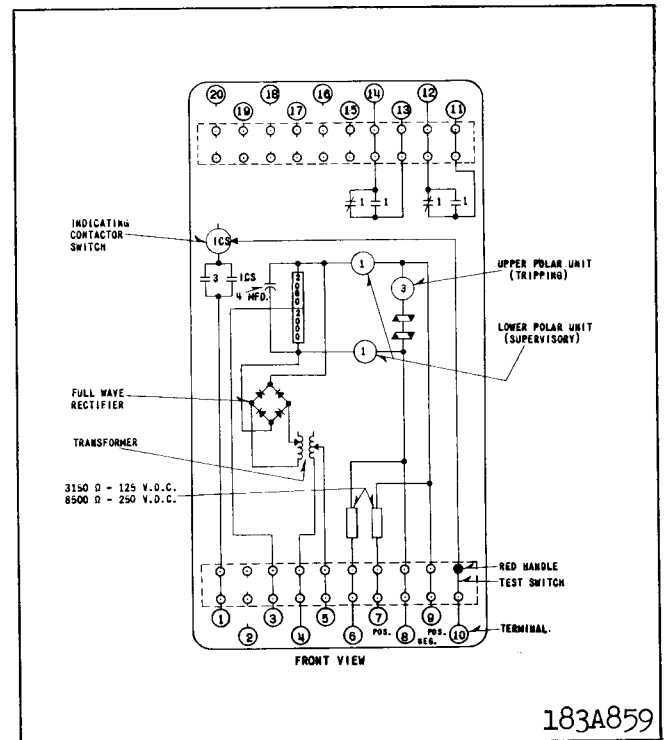 20 18 16 14 12
19 17 15 13 11
1 1 1 1
INDICATING
CONTACTOR
SWITCH
ICS
3 ICS
4 MFD.
2000 2000
1
3
1
UPPER POLAR UNIT
(TRIPPING)
LOWER POLAR UNIT
(SUPERVISORY)
FULL WAVE
RECTIFIER
TRANSFORMER
3150 Ω - 125 V.D.C.
8500 Ω - 250 V.D.C.
RED HANDLE
TEST SWITCH
TERMINAL.
1 3 5 7 9
POS. POS.
2 4 6 8 10
NEG.
FRONT VIEW
183A859